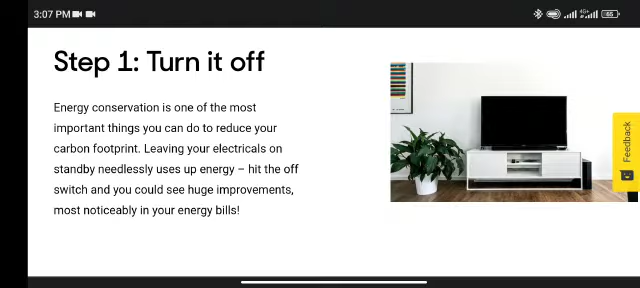 3:07 PM
4G+
65
Step 1: Turn it off
Energy conservation is one of the most
important things you can do to reduce your
carbon footprint. Leaving your electricals on
standby needlessly uses up energy – hit the off
switch and you could see huge improvements,
most noticeably in your energy bills!
Feedback